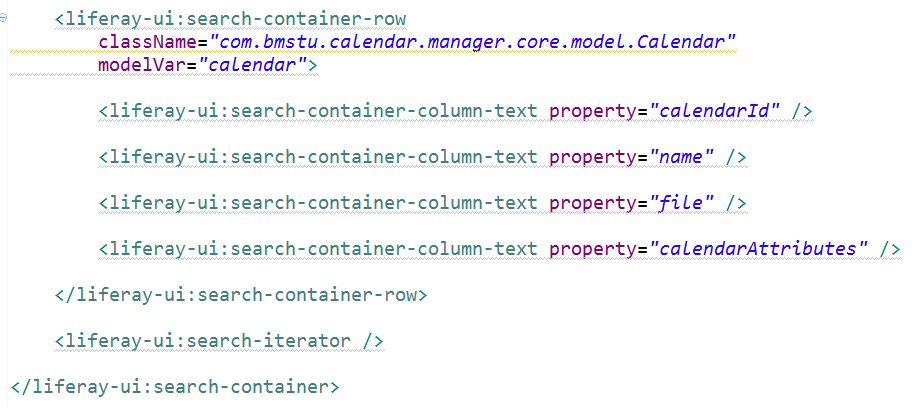 <liferay-ui:search-container-row
className="com.bmstu.calendar.manager.core.model.Calendar"
modelVar="calendar">
<liferay-ui:search-container-column-text property="calendarId" />
<liferay-ui:search-container-column-text property="name" />
<liferay-ui:search-container-column-text property="file" />
<liferay-ui:search-container-column-text property="calendarAttributes" />
</liferay-ui:search-container-row>
<liferay-ui:search-iterator />
</liferay-ui:search-container>